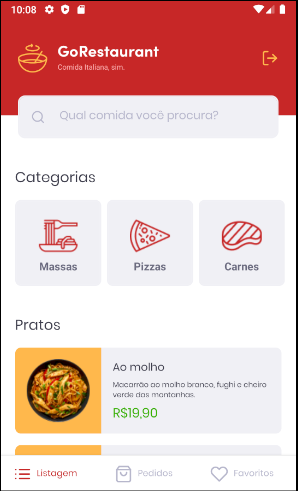 10:08
GoRestaurant
Comida Italiana, sim.
Qual comida você procura?
Categorias
Massas
Pizzas
Carnes
Pratos
Ao molho
Macarrão ao molho branco, fughi e cheiro
verde das montanhas.
R$19,90
Listagem
Pedidos
Favoritos